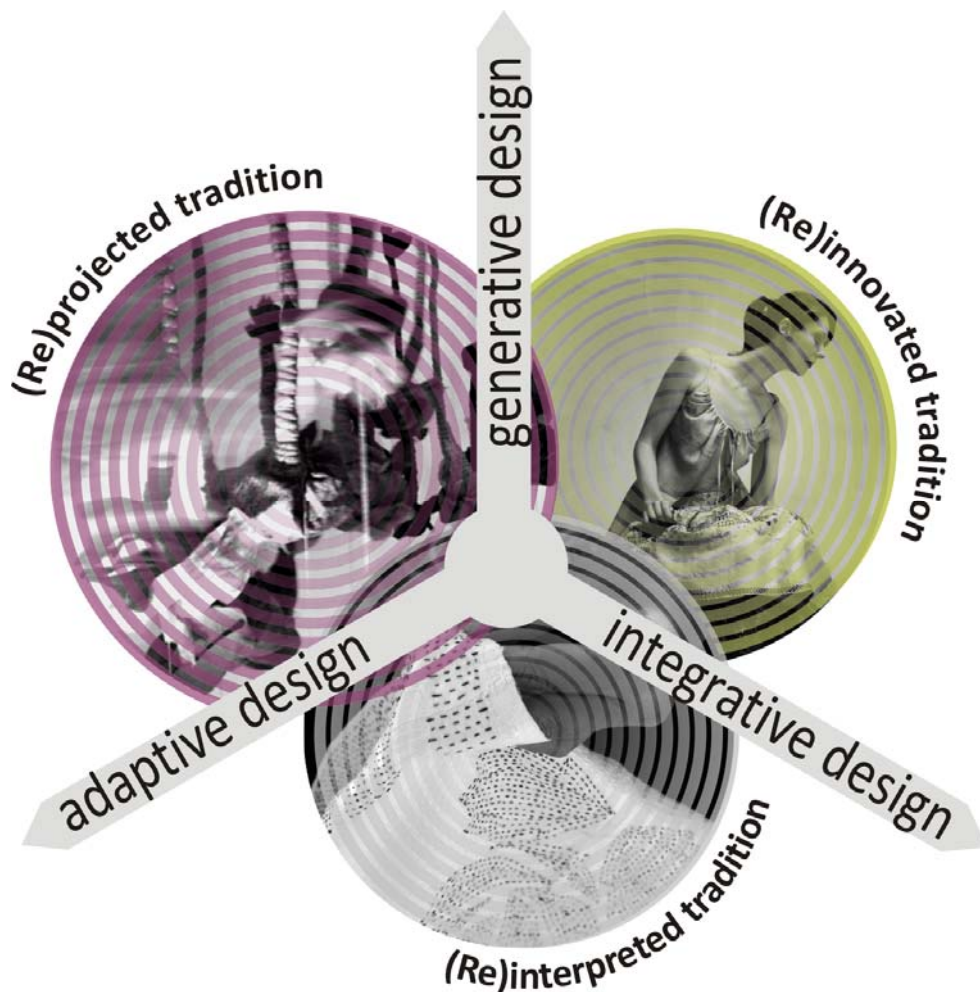 generative design
(Re)projected tradition
(Re)innovated tradition
adaptive design
integrative design
(Re)interpreted tradition